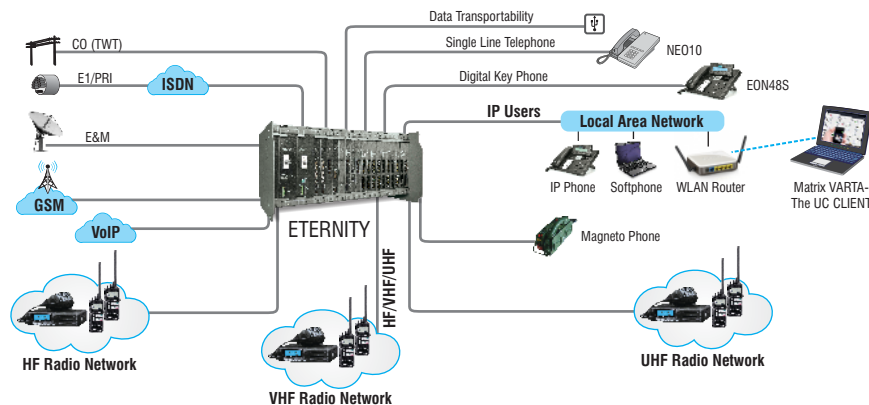 Data Transportability
CO (TWT)
Single Line Telephone
NEO10
E1/PRI
ISDN
Digital Key Phone
EON48S
IP Users
Local Area Network
E&M
IP Phone
Softphone
WLAN Router
Matrix VARTA-
The UC CLIENT
GSM
VoIP
ETERNITY
Magneto Phone
HF/VHF/UHF
HF Radio Network
VHF Radio Network
UHF Radio Network